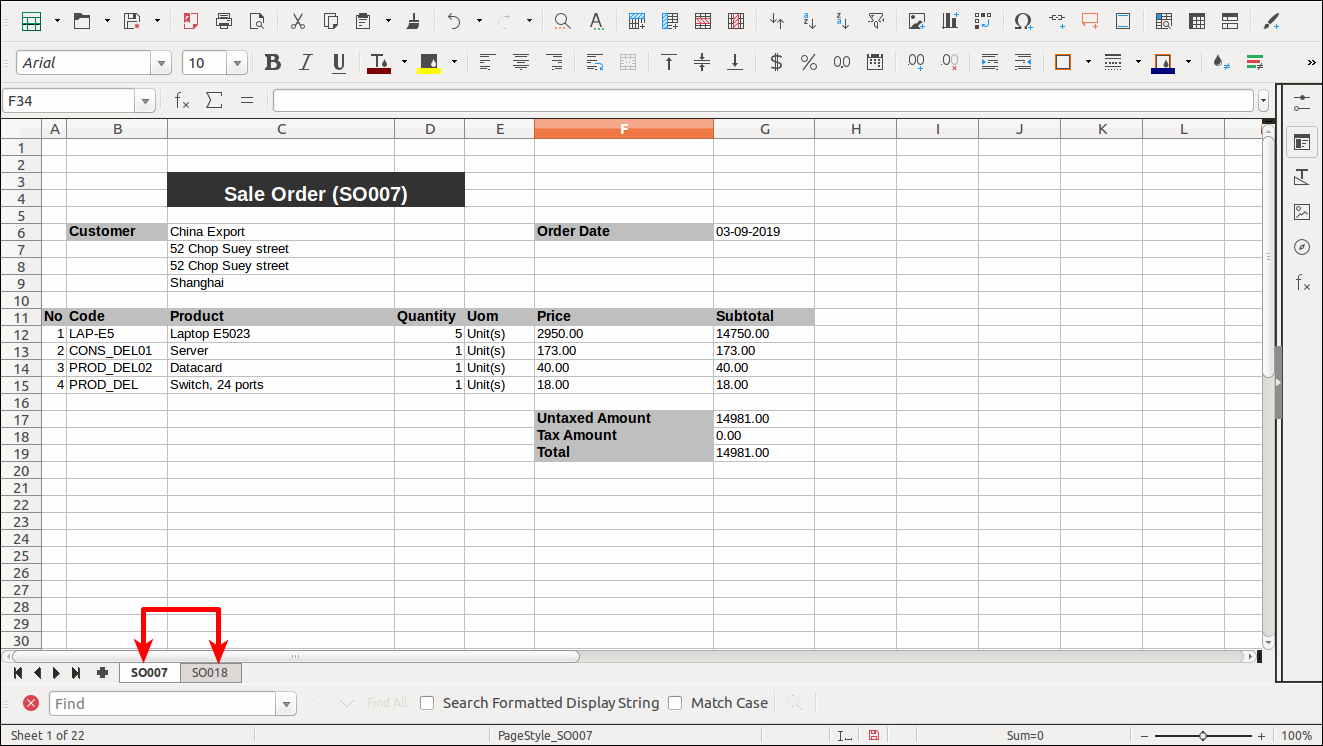 Arial 10
F34
A B C D E F G H I J K L
1
2
3
Sale Order (SO007)
4
5
6 Customer China Export Order Date 03-09-2019
7 52 Chop Suey street
8 52 Chop Suey street
9 Shanghai
10
11 No Code Product Quantity Uom Price Subtotal
12 1 LAP-E5 Laptop E5023 5 Unit(s) 2950.00 14750.00
13 2 CONS_DEL01 Server 1 Unit(s) 173.00 173.00
14 3 PROD_DEL02 Datacard 1 Unit(s) 40.00 40.00
15 4 PROD_DEL Switch, 24 ports 1 Unit(s) 18.00 18.00
16
17 Untaxed Amount 14981.00
18 Tax Amount 0.00
19 Total 14981.00
20
21
22
23
24
25
26
27
28
29
30
SO007 SO018
Find Find All Search Formatted Display String Match Case
Sheet 1 of 22 PageStyle_SO007 Sum=0 100%